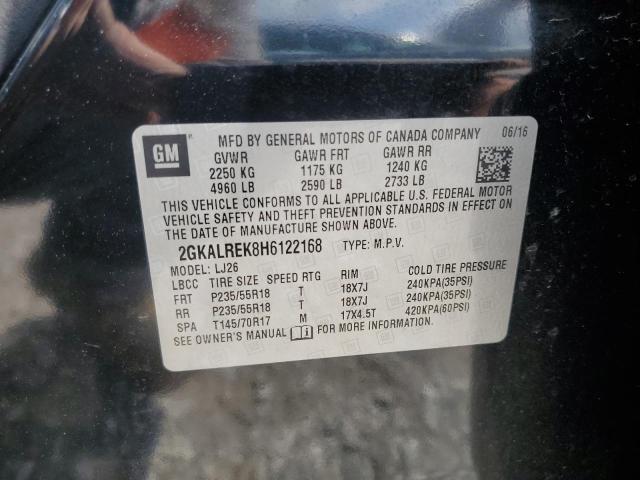 GM
MFD BY GENERAL MOTORS OF CANADA COMPANY 06/16
GVWR GAWR FRT GAWR RR
2250 KG 1175 KG 1240 KG
4960 LB 2590 LB 2733 LB
THIS VEHICLE CONFORMS TO ALL APPLICABLE U.S. FEDERAL MOTOR
VEHICLE SAFETY AND THEFT PREVENTION STANDARDS IN EFFECT ON
THE DATE OF MANUFACTURE SHOWN ABOVE.
2GKALREK8H6122168 TYPE: M.P.V.
MODEL: LJ26
LBCC TIRE SIZE SPEED RTG RIM COLD TIRE PRESSURE
FRT P235/55R18 T 18X7J 240KPA(35PSI)
RR P235/55R18 T 18X7J 240KPA(35PSI)
SPA T145/70R17 M 17X4.5T 420KPA(60PSI)
SEE OWNER'S MANUAL FOR MORE INFORMATION.